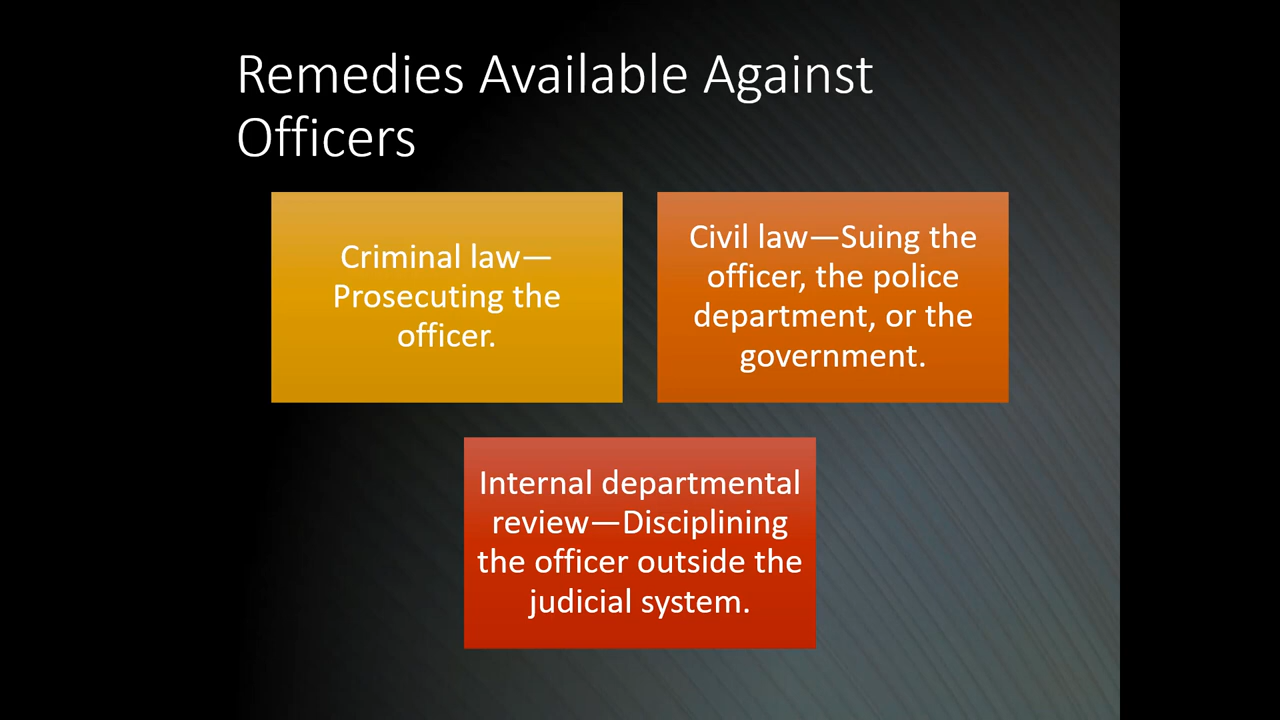 Remedies Available Against
Officers
Criminal law—
Prosecuting the
officer.
Civil law—Suing the
officer, the police
department, or the
government.
Internal departmental
review—Disciplining
the officer outside the
judicial system.